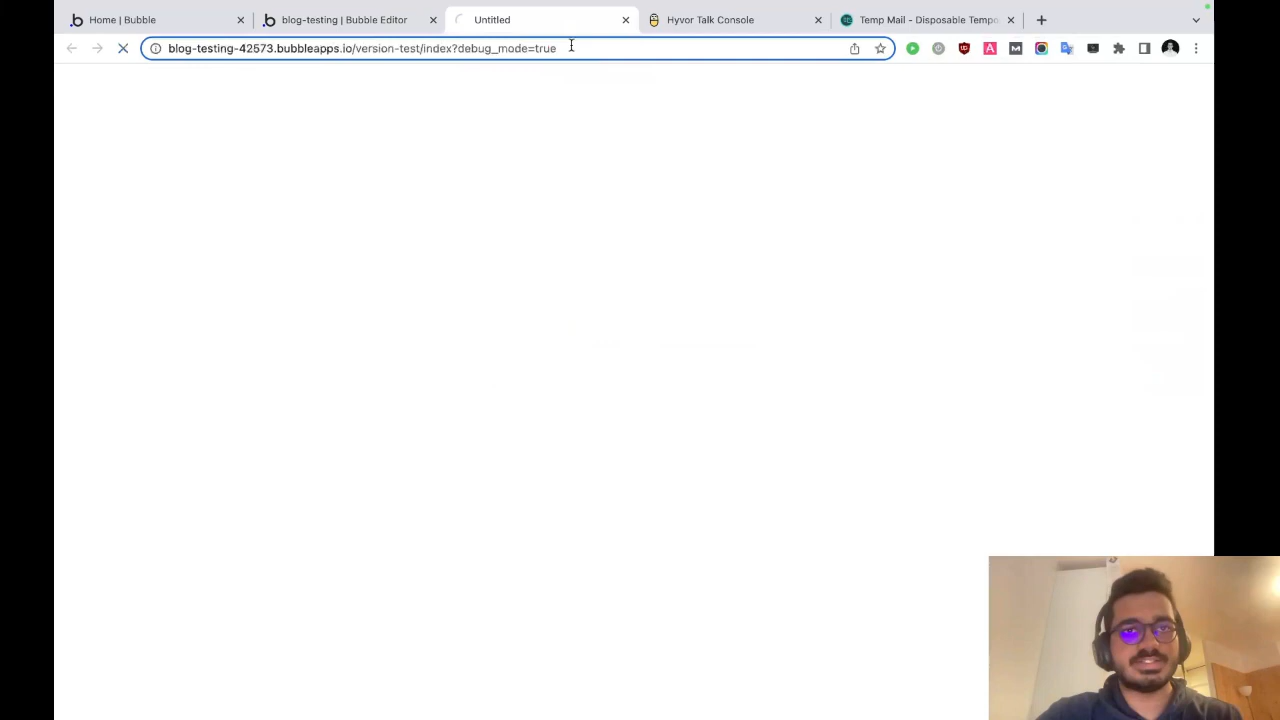 Home | Bubble
blog-testing | Bubble Editor
Untitled
Hyvor Talk Console
Temp Mail - Disposable Tempo
blog-testing-42573.bubbleapps.io/version-test/index?debug_mode=true